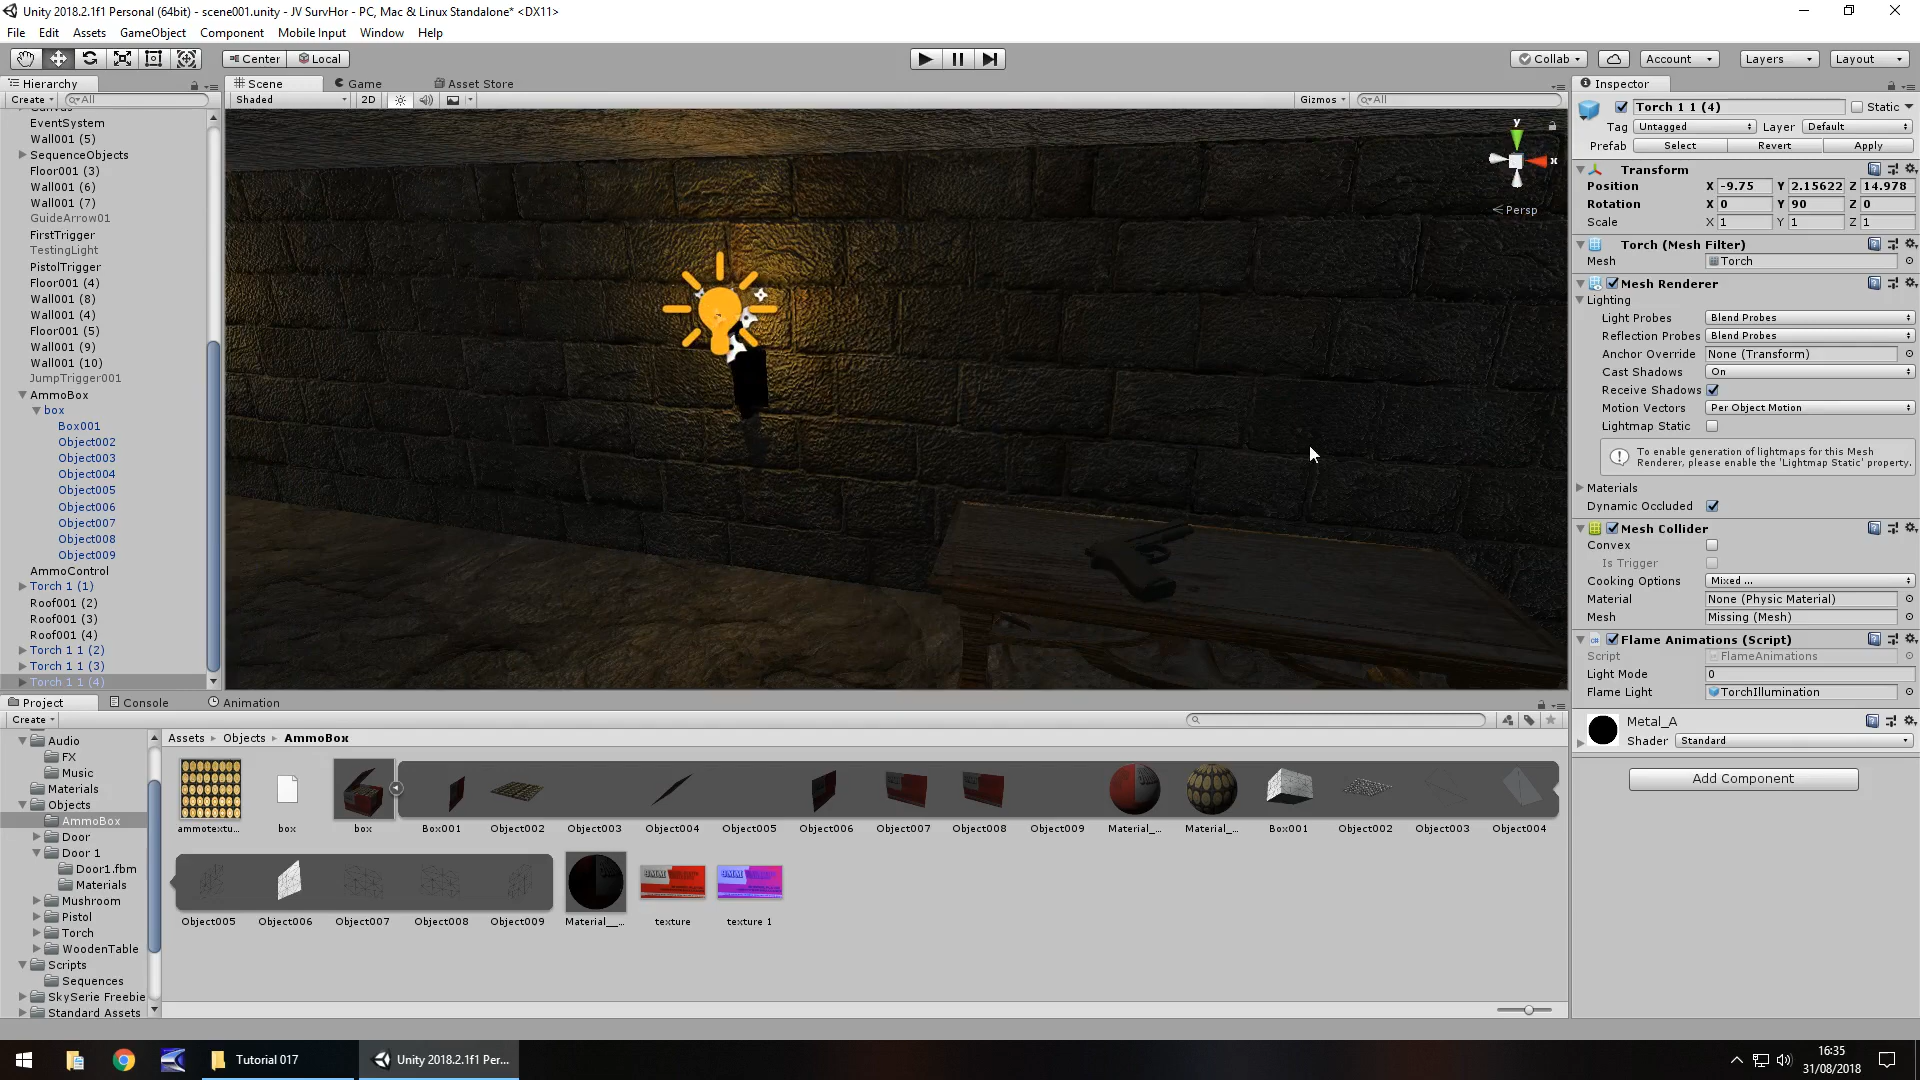 Unity 2018.2.1f1 Personal (64bit) - scene001.unity - JV SurvHor - PC, Mac & Linux Standalone* <DX11>
File Edit Assets GameObject Component Mobile Input Window Help
Center Local Collab Account Layers Layout
Hierarchy
Create All
EventSystem
Wall001 (5)
SequenceObjects
Floor001 (3)
Wall001 (6)
Wall001 (7)
GuideArrow01
FirstTrigger
TestingLight
PistolTrigger
Floor001 (4)
Wall001 (8)
Wall001 (4)
Floor001 (5)
Wall001 (9)
Wall001 (10)
JumpTrigger001
AmmoBox
box
Box001
Object002
Object003
Object004
Object005
Object006
Object007
Object008
Object009
AmmoControl
Torch 1 (1)
Roof001 (2)
Roof001 (3)
Roof001 (4)
Torch 1 1 (2)
Torch 1 1 (3)
Torch 1 1 (4)
Scene Game Asset Store
Shaded 2D Gizmos All
y
x
Persp
Inspector
Torch 1 1 (4) Static
Tag Untagged Layer Default
Prefab Select Revert Apply
Transform
Position X -9.75 Y 2.15622 Z 14.978
Rotation X 0 Y 90 Z 0
Scale X 1 Y 1 Z 1
Torch (Mesh Filter)
Mesh Torch
Mesh Renderer
Lighting
Light Probes Blend Probes
Reflection Probes Blend Probes
Anchor Override None (Transform)
Cast Shadows On
Receive Shadows
Motion Vectors Per Object Motion
Lightmap Static
To enable generation of lightmaps for this Mesh
Renderer, please enable the 'Lightmap Static' property.
Materials
Dynamic Occluded
Mesh Collider
Convex
Is Trigger
Cooking Options Mixed ...
Material None (Physic Material)
Mesh Missing (Mesh)
Flame Animations (Script)
Script FlameAnimations
Light Mode 0
Flame Light TorchIllumination
Metal_A
Shader Standard
Add Component
Project Console Animation
Create
Audio
FX
Music
Materials
Objects
AmmoBox
Door
Door 1
Door1.fbm
Materials
Mushroom
Pistol
Torch
WoodenTable
Scripts
Sequences
SkySerie Freebie
Standard Assets
Assets Objects AmmoBox
ammotextu... box box Box001 Object002 Object003 Object004 Object005 Object006 Object007 Object008 Object009 Material_... Material_... Box001 Object002 Object003 Object004
Object005 Object006 Object007 Object008 Object009 Material__... texture texture 1
Tutorial 017
Unity 2018.2.1f1 Per...
16:35
31/08/2018